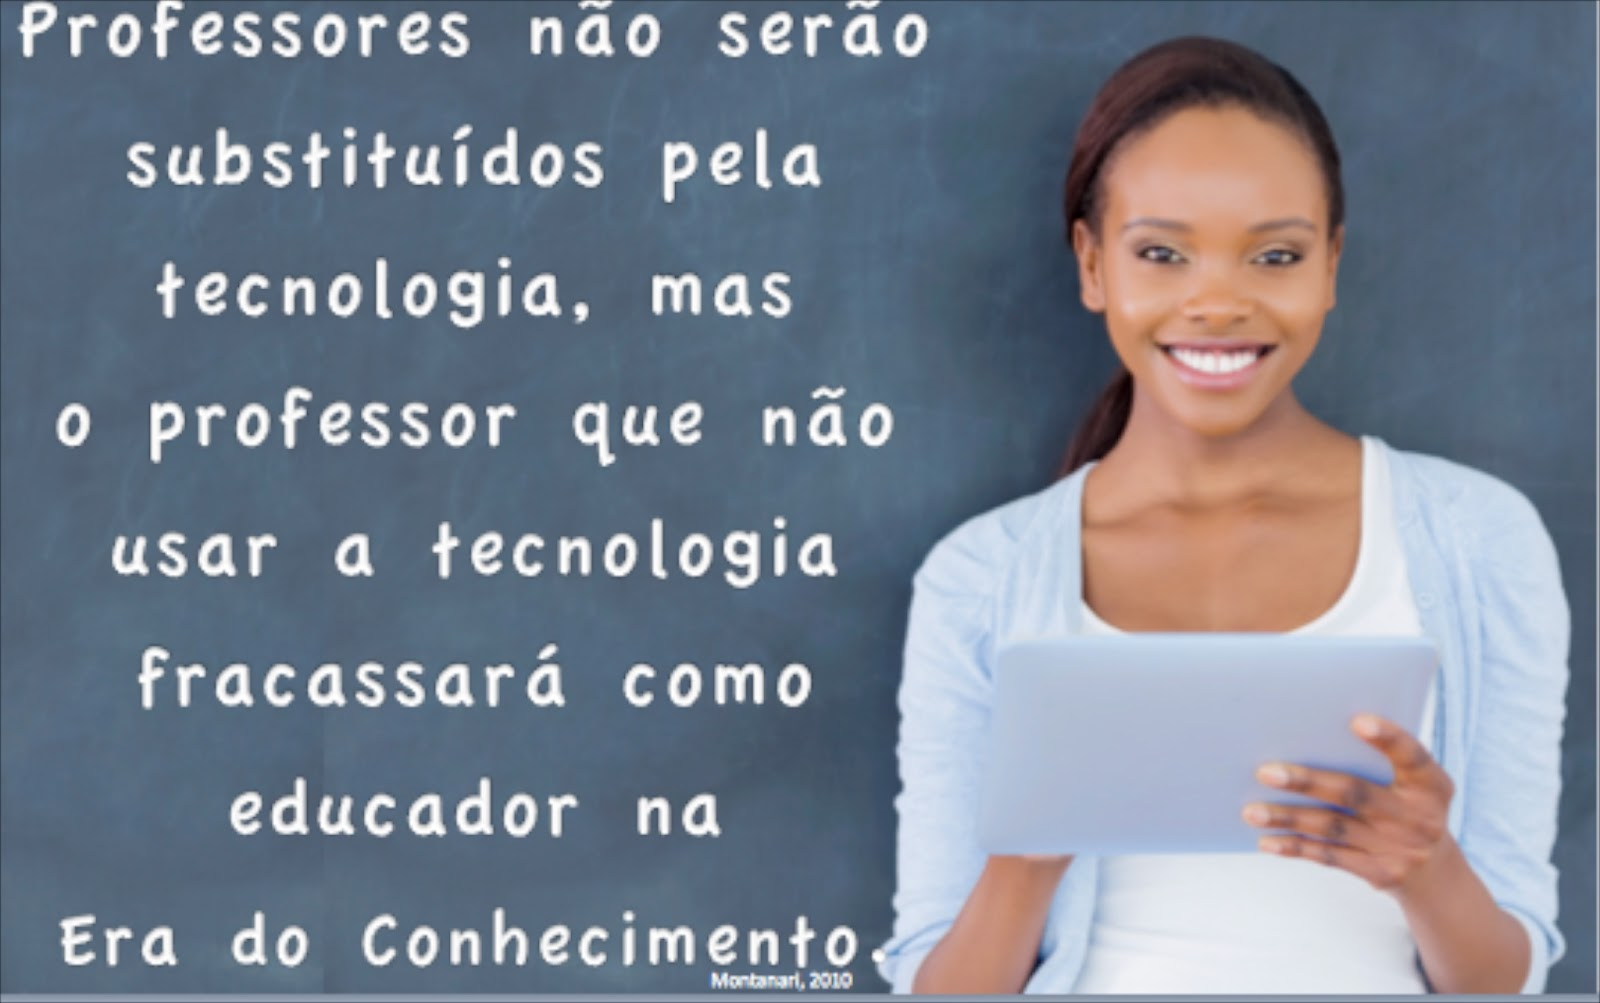 Professores não serão
substituídos pela
tecnologia, mas
o professor que não
usar a tecnologia
fracassará como
educador na
Era do Conhecimento.
Montanari, 2010